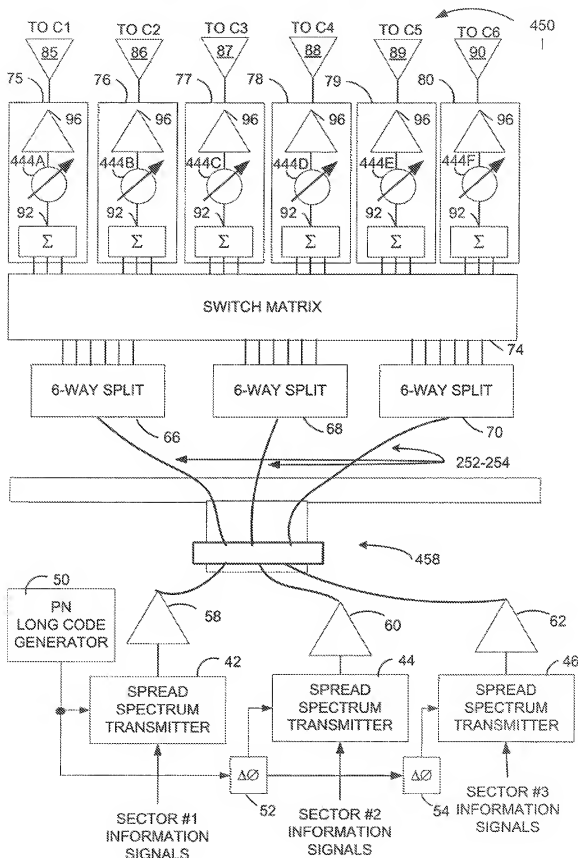 TO C1 TO C2 TO C3 TO C4 TO C5 TO C6 450
85 86 87 88 89 90
75 76 77 78 79 80
96 96 96 96 96 96
444A 444B 444C 444D 444E 444F
92 92 92 92 92 92
Σ Σ Σ Σ Σ Σ
SWITCH MATRIX
74
6-WAY SPLIT 6-WAY SPLIT 6-WAY SPLIT
66 68 70
252-254
458
50
PN
LONG CODE
GENERATOR
58 60 62
42 44 46
SPREAD
SPECTRUM
TRANSMITTER
SPREAD
SPECTRUM
TRANSMITTER
SPREAD
SPECTRUM
TRANSMITTER
ΔØ ΔØ
52 54
SECTOR #1
INFORMATION
SIGNALS
SECTOR #2
INFORMATION
SIGNALS
SECTOR #3
INFORMATION
SIGNALS